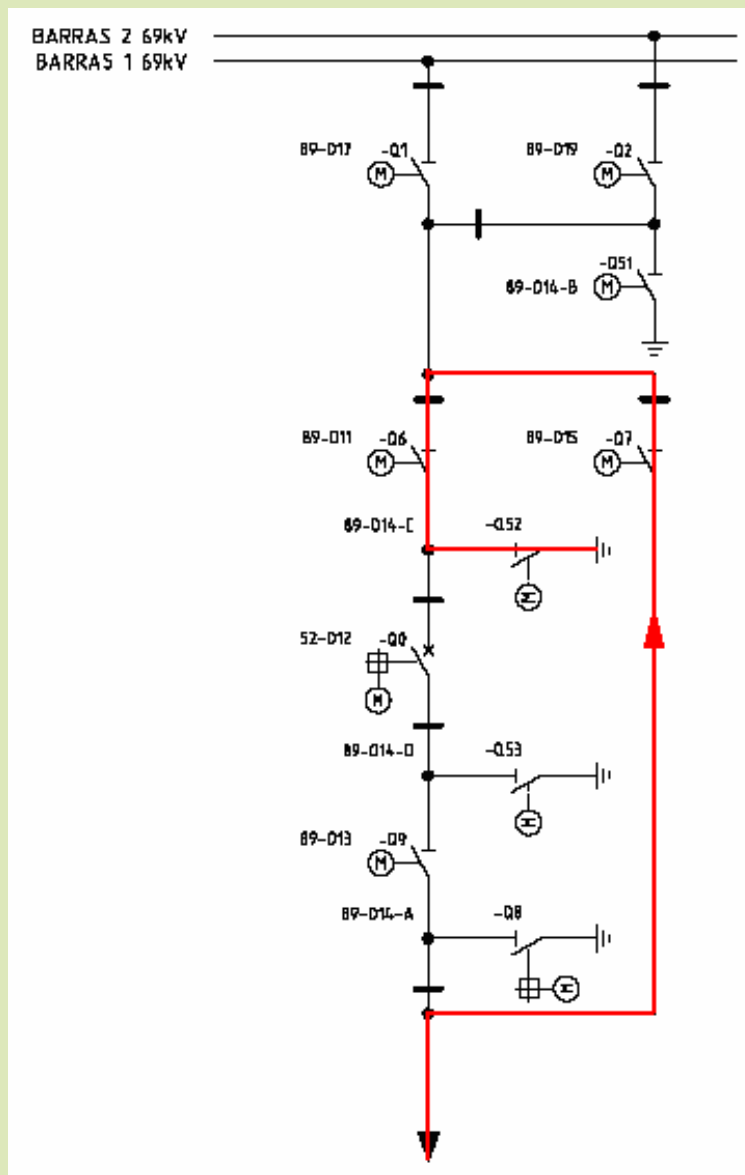 BARRAS 2 69kV
BARRAS 1 69kV
89-D17 -Q1 M
89-D19 -Q2 M
89-D14-B -Q51 M
89-D11 -Q6 M
89-D15 -Q7 M
89-D14-C -Q52 M
52-D12 -Q0 M
89-D14-D -Q53 M
89-D13 -Q9 M
89-D14-A -Q8 M